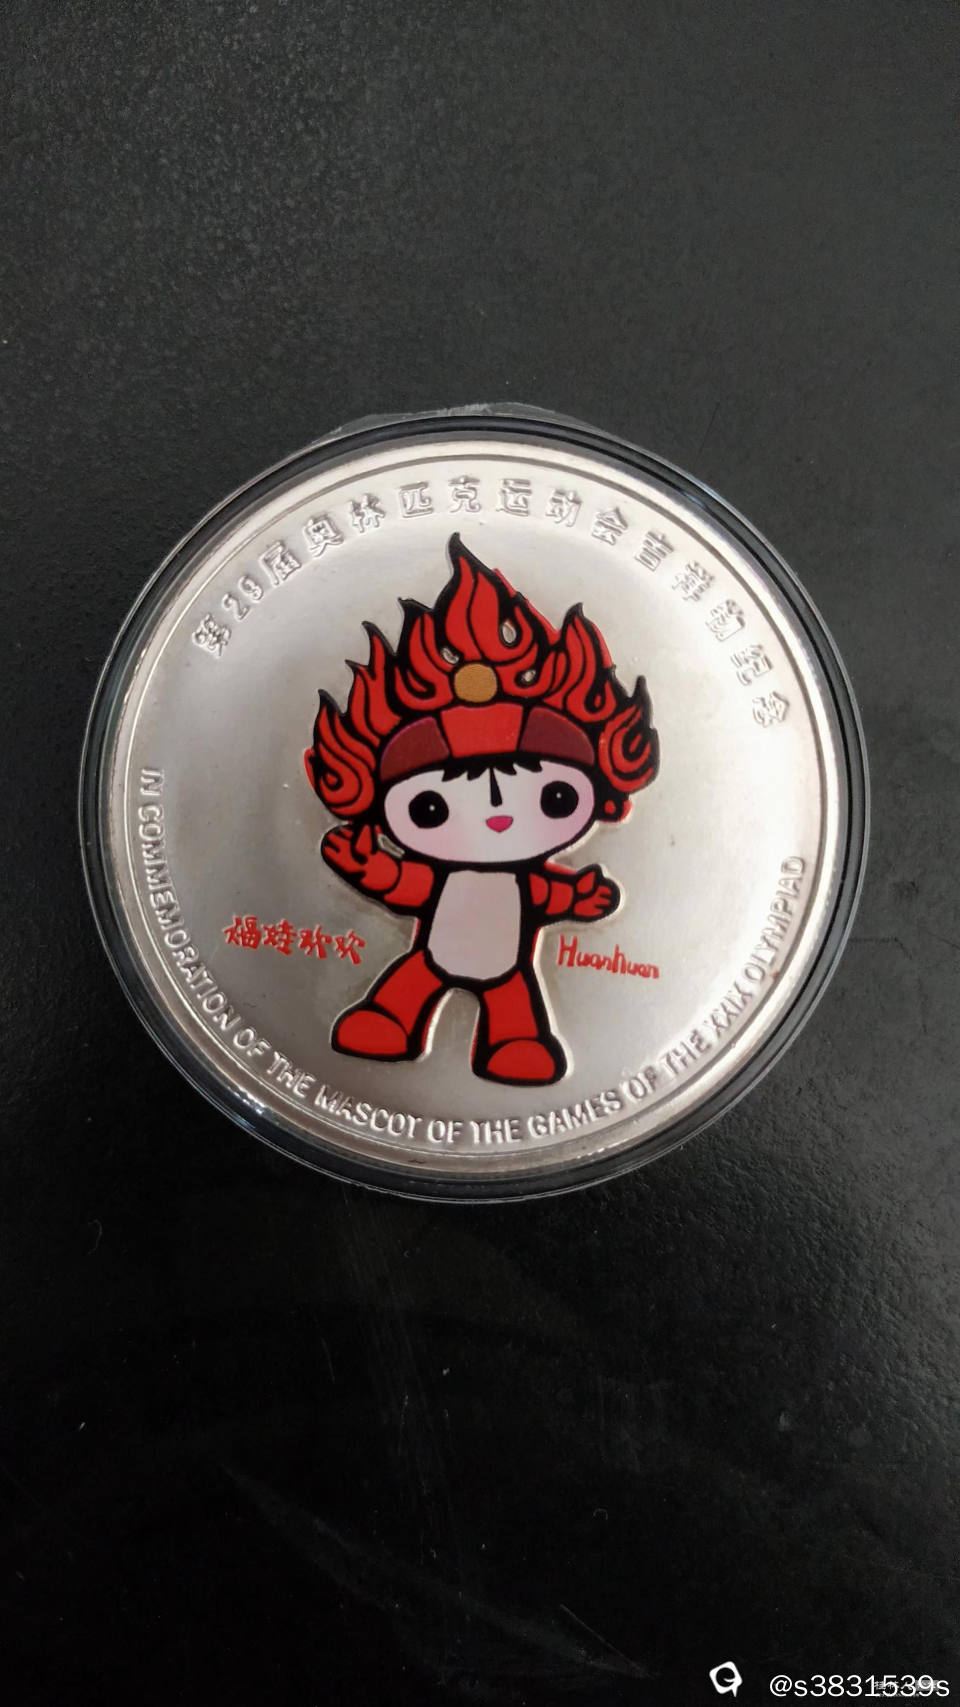 第29届奥林匹克运动会吉祥物纪念
福娃欢欢
Huanhuan
IN COMMEMORATION OF THE MASCOT OF THE GAMES OF THE XXIX OLYMPIAD
@s3831539s